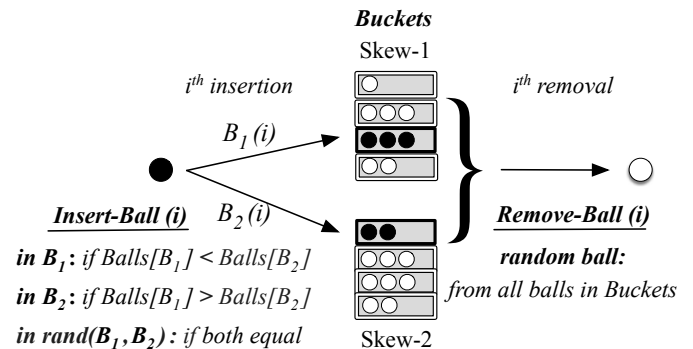 Buckets
Skew-1
iᵗʰ insertion
iᵗʰ removal
B₁(i)
B₂(i)
Insert-Ball (i)
in B₁: if Balls[B₁] < Balls[B₂]
in B₂: if Balls[B₁] > Balls[B₂]
in rand(B₁,B₂): if both equal
Remove-Ball (i)
random ball:
from all balls in Buckets
Skew-2